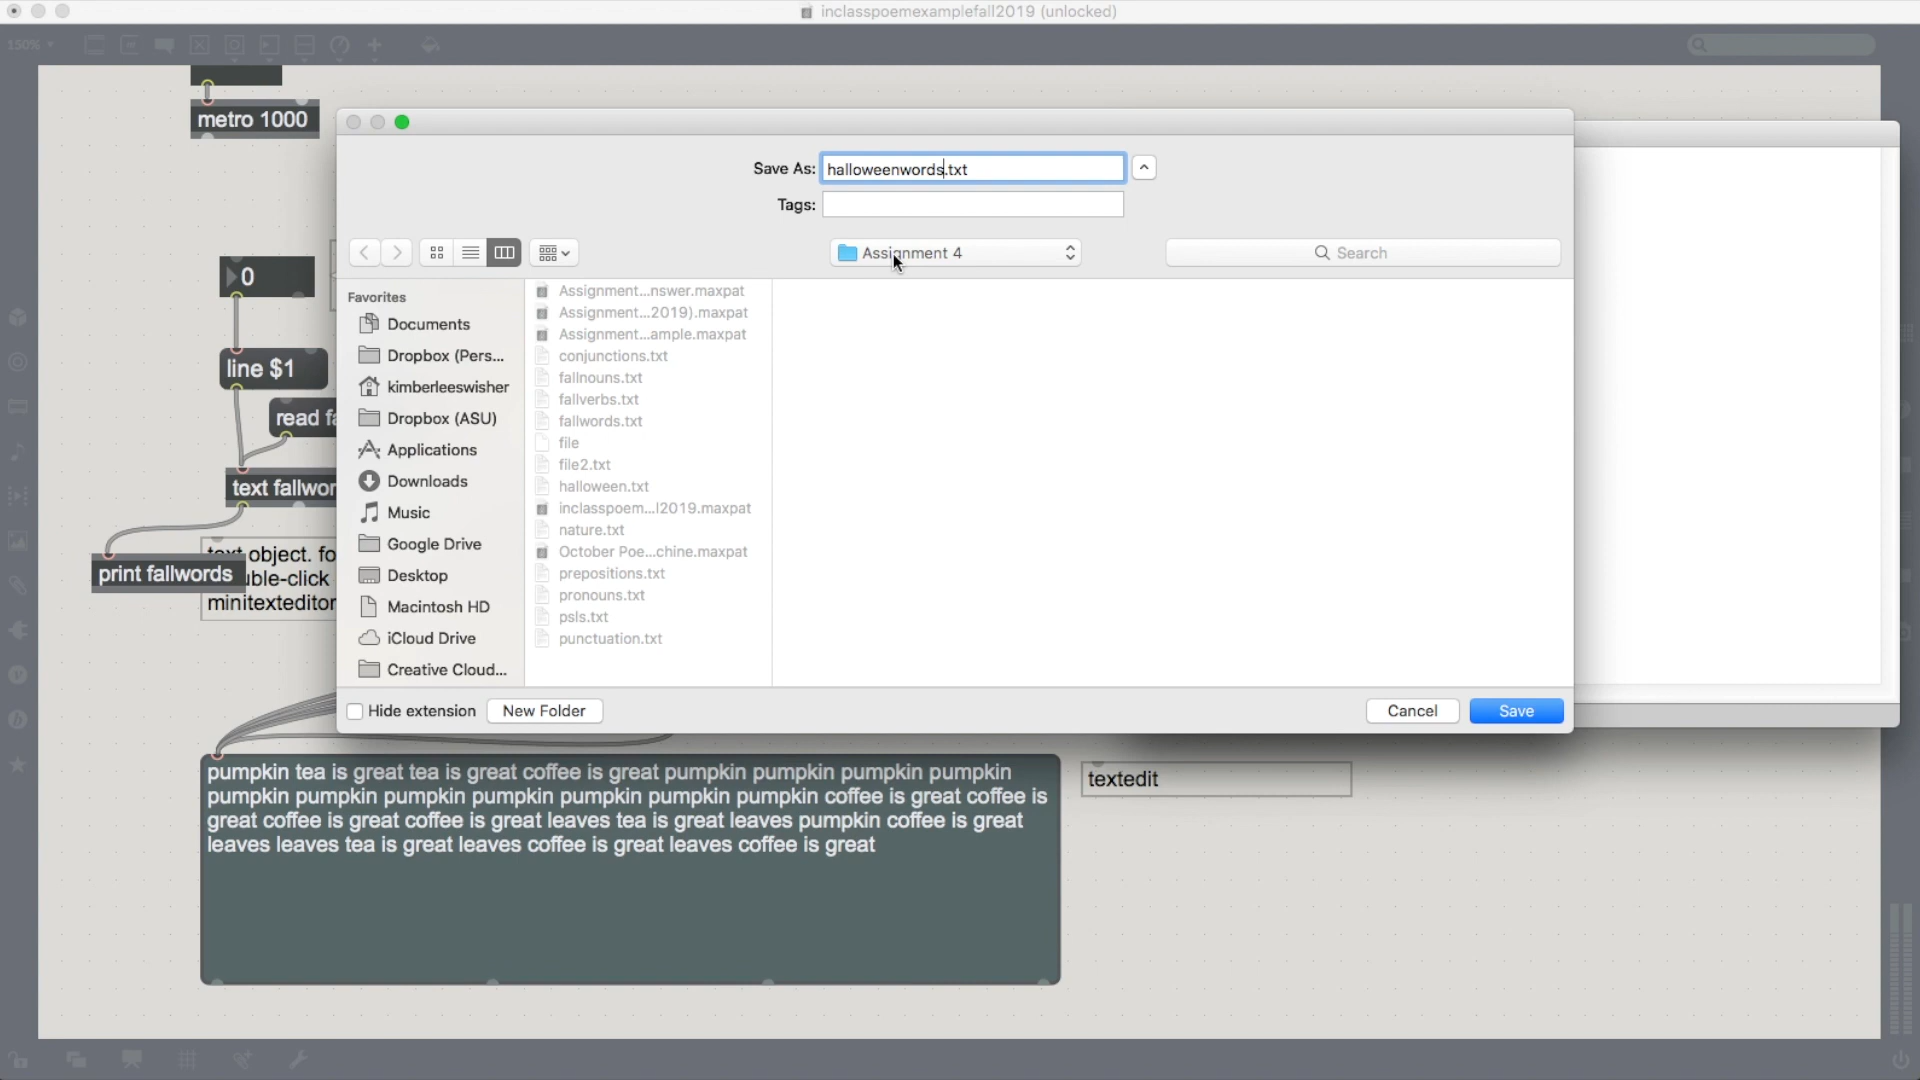 inclasspoemexamplefall2019 (unlocked)
150%
metro 1000
Save As: halloweenwords.txt
Tags:
Assignment 4
Search
0
line $1
read fa
text fallwor
print fallwords
text object. fo
uble-click
minitexteditor
Favorites
Documents
Dropbox (Pers...
kimberleeswisher
Dropbox (ASU)
Applications
Downloads
Music
Google Drive
Desktop
Macintosh HD
iCloud Drive
Creative Cloud...
Assignment...nswer.maxpat
Assignment...2019).maxpat
Assignment...ample.maxpat
conjunctions.txt
fallnouns.txt
fallverbs.txt
fallwords.txt
file
file2.txt
halloween.txt
inclasspoem...l2019.maxpat
nature.txt
October Poe...chine.maxpat
prepositions.txt
pronouns.txt
psls.txt
punctuation.txt
Hide extension
New Folder
Cancel
Save
pumpkin tea is great tea is great coffee is great pumpkin pumpkin pumpkin pumpkin
pumpkin pumpkin pumpkin pumpkin pumpkin pumpkin pumpkin coffee is great coffee is
great coffee is great coffee is great leaves tea is great leaves pumpkin coffee is great
leaves leaves tea is great leaves coffee is great leaves coffee is great
textedit